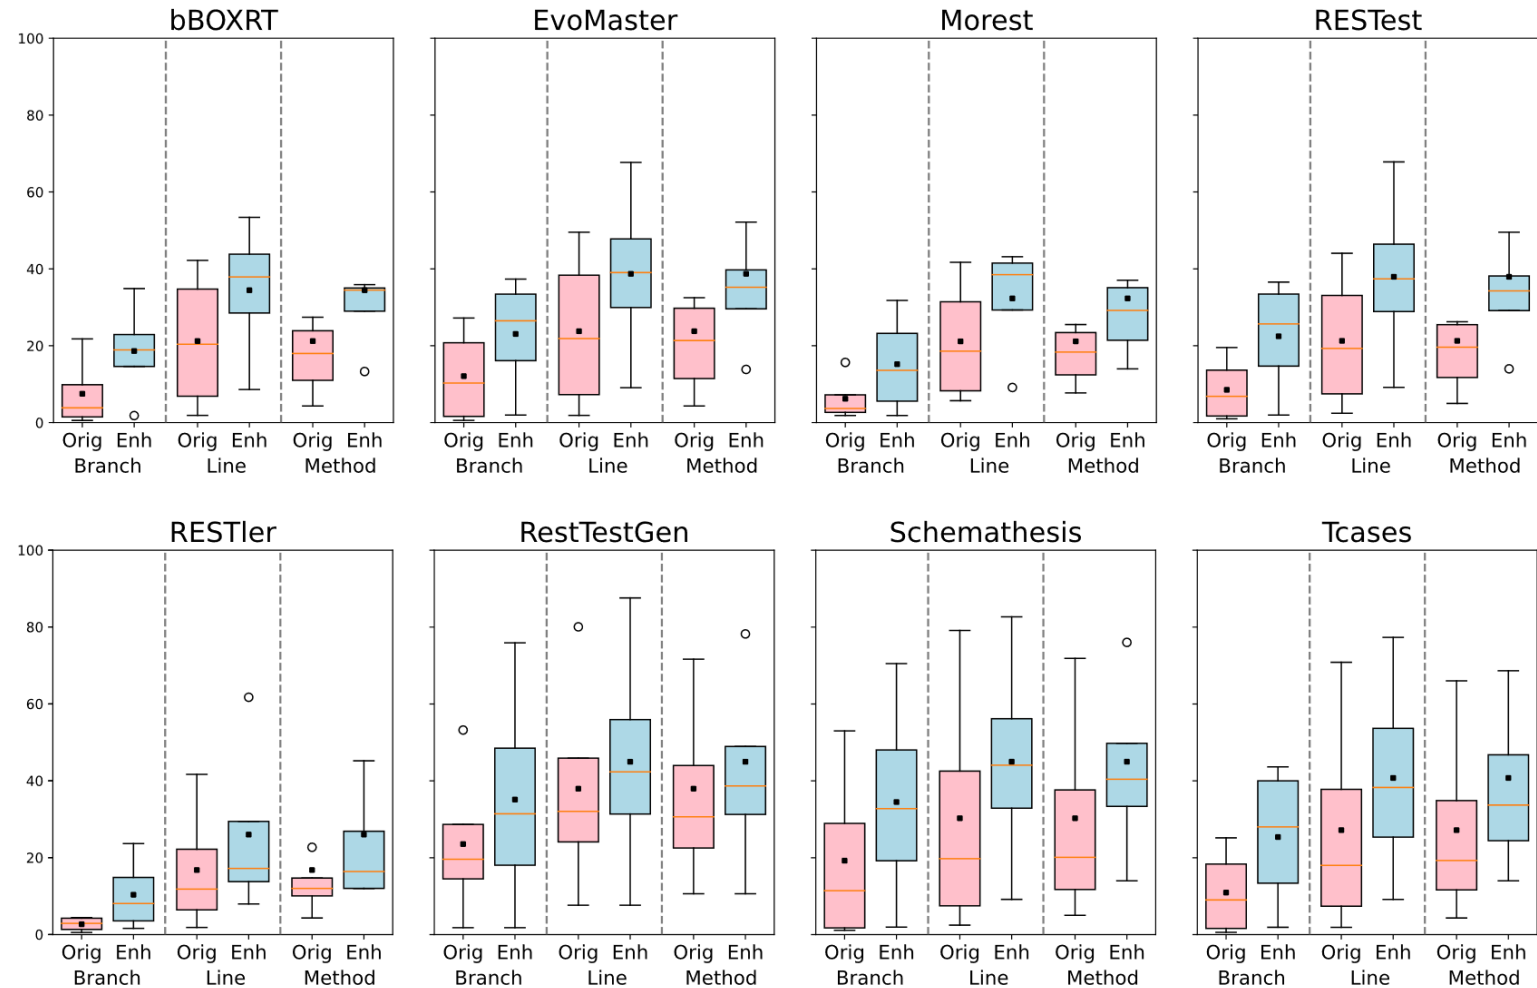 bBOXRT EvoMaster Morest RESTest
100
80
60
40
20
0
Orig Enh Orig Enh Orig Enh Orig Enh Orig Enh Orig Enh Orig Enh Orig Enh Orig Enh Orig Enh Orig Enh Orig Enh
Branch Line Method Branch Line Method Branch Line Method Branch Line Method
RESTler RestTestGen Schemathesis Tcases
100
80
60
40
20
0
Orig Enh Orig Enh Orig Enh Orig Enh Orig Enh Orig Enh Orig Enh Orig Enh Orig Enh Orig Enh Orig Enh Orig Enh
Branch Line Method Branch Line Method Branch Line Method Branch Line Method